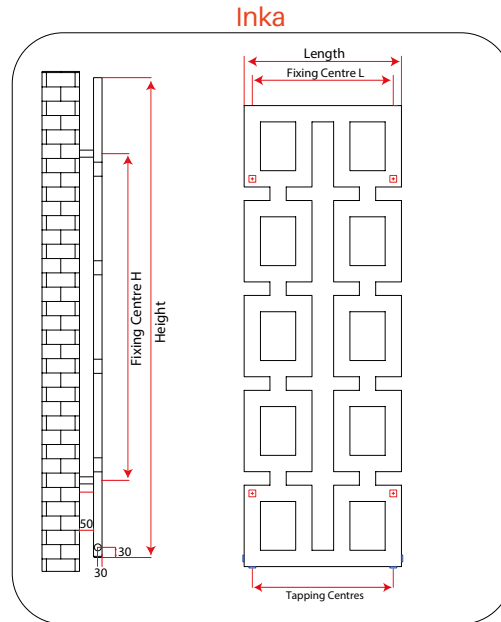 Inka
Length
Fixing Centre L
Fixing Centre H
Height
50
30
30
Tapping Centres